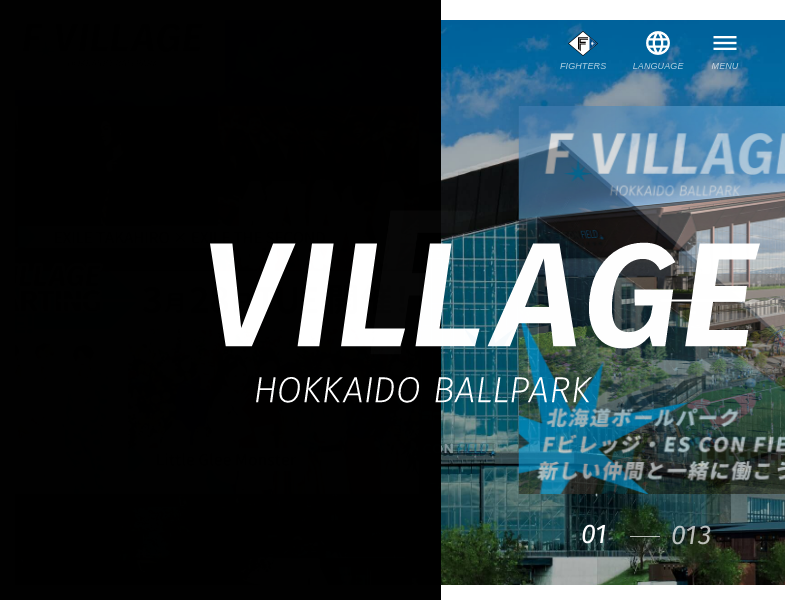 FIGHTERS
LANGUAGE
MENU
F VILLAGE
HOKKAIDO BALLPARK
VILLAGE
HOKKAIDO BALLPARK
北海道ボールパーク
Fビレッジ・ES CON FIE
新しい仲間と一緒に働こう
01 — 013